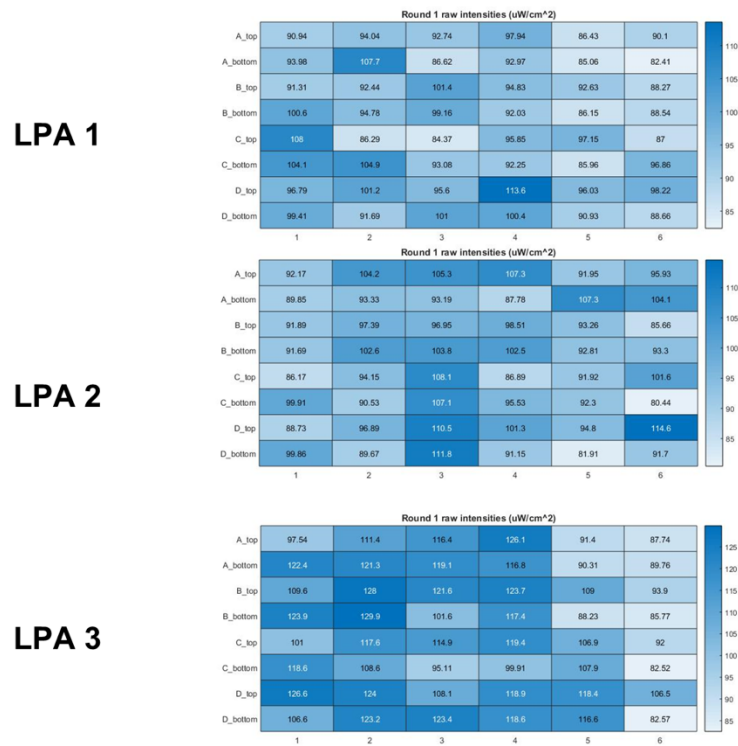 LPA 1
Round 1 raw intensities (uW/cm^2)
A_top 90.94 94.04 92.74 97.94 86.43 90.1
A_bottom 93.98 107.7 86.62 92.97 85.06 82.41
B_top 91.31 92.44 101.4 94.83 92.63 88.27
B_bottom 100.6 94.78 99.16 92.03 86.15 88.54
C_top 108 86.29 84.37 95.85 97.15 87
C_bottom 104.1 104.9 93.08 92.25 85.96 96.86
D_top 96.79 101.2 95.6 113.6 96.03 98.22
D_bottom 99.41 91.69 101 100.4 90.93 88.66
1 2 3 4 5 6
110
105
100
95
90
85
LPA 2
Round 1 raw intensities (uW/cm^2)
A_top 92.17 104.2 105.3 107.3 91.95 95.93
A_bottom 89.85 93.33 93.19 87.78 107.3 104.1
B_top 91.89 97.39 96.95 98.51 93.26 85.66
B_bottom 91.69 102.6 103.8 102.5 92.81 93.3
C_top 86.17 94.15 108.1 86.89 91.92 101.6
C_bottom 99.91 90.53 107.1 95.53 92.3 80.44
D_top 88.73 96.89 110.5 101.3 94.8 114.6
D_bottom 99.86 89.67 111.8 91.15 81.91 91.7
1 2 3 4 5 6
110
105
100
95
90
85
LPA 3
Round 1 raw intensities (uW/cm^2)
A_top 97.54 111.4 116.4 126.1 91.4 87.74
A_bottom 122.4 121.3 119.1 116.8 90.31 89.76
B_top 109.6 128 121.6 123.7 109 93.9
B_bottom 123.9 129.9 101.6 117.4 88.23 85.77
C_top 101 117.6 114.9 119.4 106.9 92
C_bottom 118.6 108.6 95.11 99.91 107.9 82.52
D_top 126.6 124 108.1 118.9 118.4 106.5
D_bottom 106.6 123.2 123.4 118.6 116.6 82.57
1 2 3 4 5 6
125
120
115
110
105
100
95
90
85